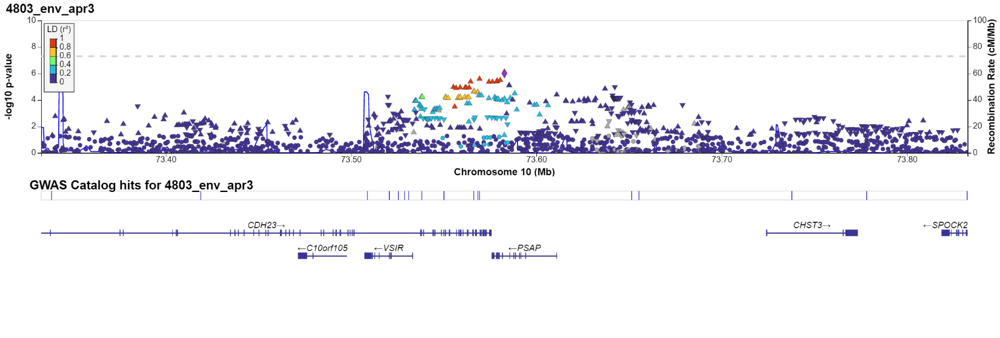 4803_env_apr3
10
8
6
4
2
0
-log10 p-value
LD (r²)
1
0.8
0.6
0.4
0.2
0
100
80
60
40
20
0
Recombination Rate (cM/Mb)
73.40 73.50 73.60 73.70 73.80
Chromosome 10 (Mb)
GWAS Catalog hits for 4803_env_apr3
CDH23→ CHST3→ ←SPOCK2
←C10orf105 ←VSIR ←PSAP